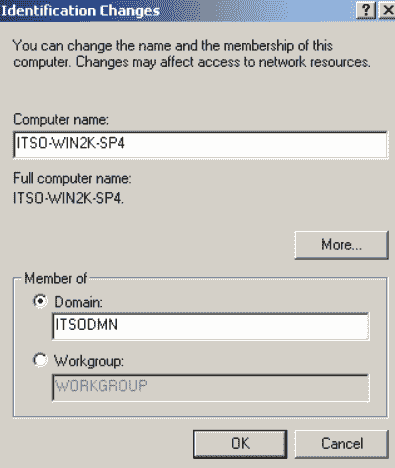 Identification Changes
You can change the name and the membership of this
computer. Changes may affect access to network resources.
Computer name:
ITSO-WIN2K-SP4
Full computer name:
ITSO-WIN2K-SP4.
More...
Member of
Domain:
ITSODMN
Workgroup:
WORKGROUP
OK
Cancel